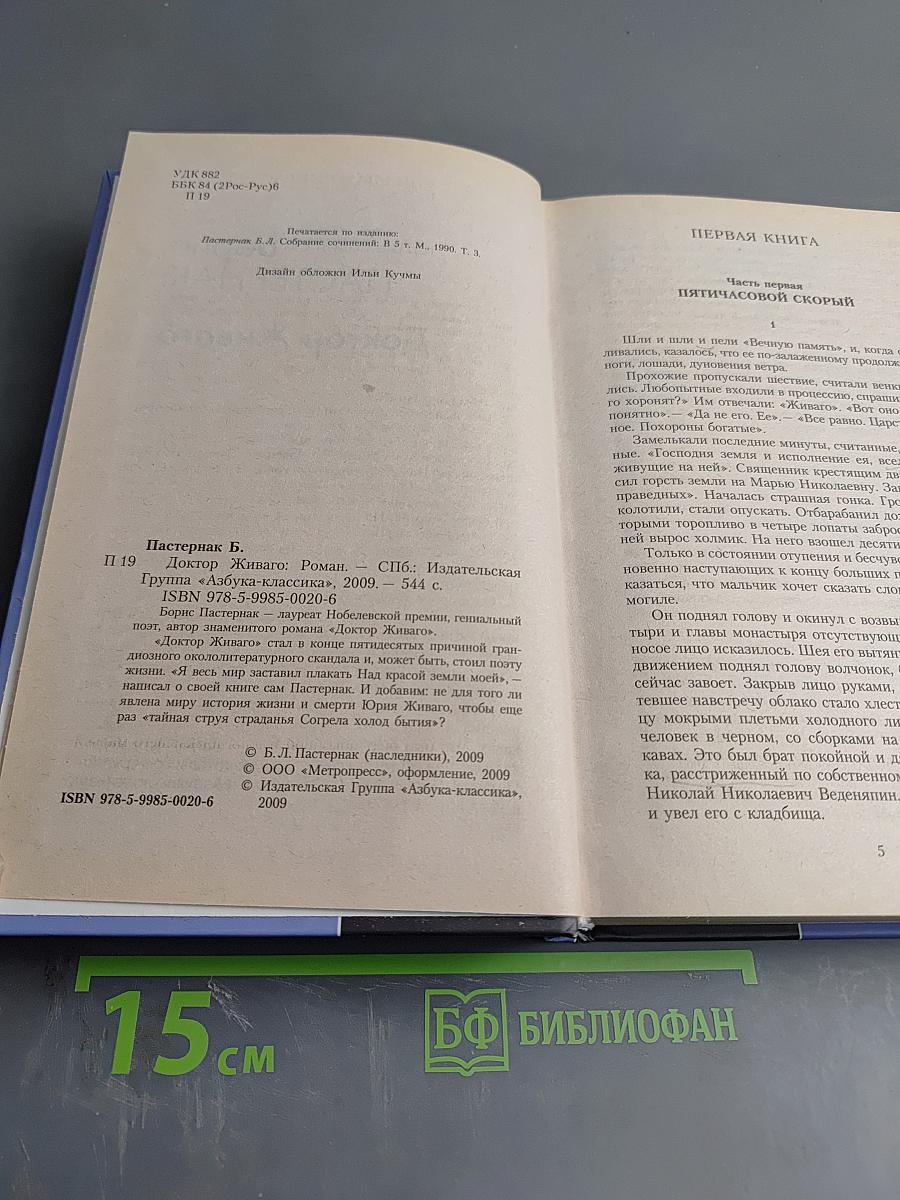 УДК 882
ББК 84 (2Рос-Рус)6
П 19
Печатается по изданию:
Пастернак Б. Л. Собрание сочинений: В 5 т. М., 1990. Т. 3.
Дизайн обложки Ильи Кучмы
Пастернак Б.
П 19 Доктор Живаго: Роман. — СПб.: Издательская
Группа «Азбука-классика», 2009. — 544 с.
ISBN 978-5-9985-0020-6
Борис Пастернак — лауреат Нобелевской премии, гениальный
поэт, автор знаменитого романа «Доктор Живаго».
«Доктор Живаго» стал в конце пятидесятых причиной гран-
диозного окололитературного скандала и, может быть, стоил поэту
жизни. «Я весь мир заставил плакать Над красой земли моей», —
написал о своей книге сам Пастернак. И добавим: не для того ли
явлена миру история жизни и смерти Юрия Живаго, чтобы еще
раз «тайная струя страданья Согрела холод бытия»?
© Б. Л. Пастернак (наследники), 2009
© ООО «Метропресс», оформление, 2009
© Издательская Группа «Азбука-классика»,
2009
ISBN 978-5-9985-0020-6
ПЕРВАЯ КНИГА
Часть первая
ПЯТИЧАСОВОЙ СКОРЫЙ
1
Шли и шли и пели «Вечную память», и, когда
ливались, казалось, что ее по-залаженному продолж
ноги, лошади, дуновения ветра.
Прохожие пропускали шествие, считали венк
лись. Любопытные входили в процессию, спраши
го хоронят?» Им отвечали: «Живаго». «Вот оно
понятно».— «Да не его. Ее».— «Все равно. Царст
ное. Похороны богатые».
Замелькали последние минуты, считанные,
ные. «Господня земля и исполнение ея, всел
живущие на ней». Священник крестящим дв
сил горсть земли на Марью Николаевну. За
праведных». Началась страшная гонка. Гро
колотили, стали опускать. Отбарабанил дож
торыми торопливо в четыре лопаты заброс
ней вырос холмик. На него взошел десяти
Только в состоянии отупения и бесчувс
новенно наступающих к концу больших п
казаться, что мальчик хочет сказать сло
могиле.
Он поднял голову и окинул с возвы
тыри и главы монастыря отсутствующ
носое лицо исказилось. Шея его вытян
движением поднял голову волчонок,
сейчас завоет. Закрыв лицо руками,
тевшее навстречу облако стало хлест
цу мокрыми плетьми холодного ли
человек в черном, со сборками на
кавах. Это был брат покойной и д
ка, расстриженный по собственном
Николай Николаевич Веденяпин.
и увел его с кладбища.
5
15 см
БФ БИБЛИОФАН